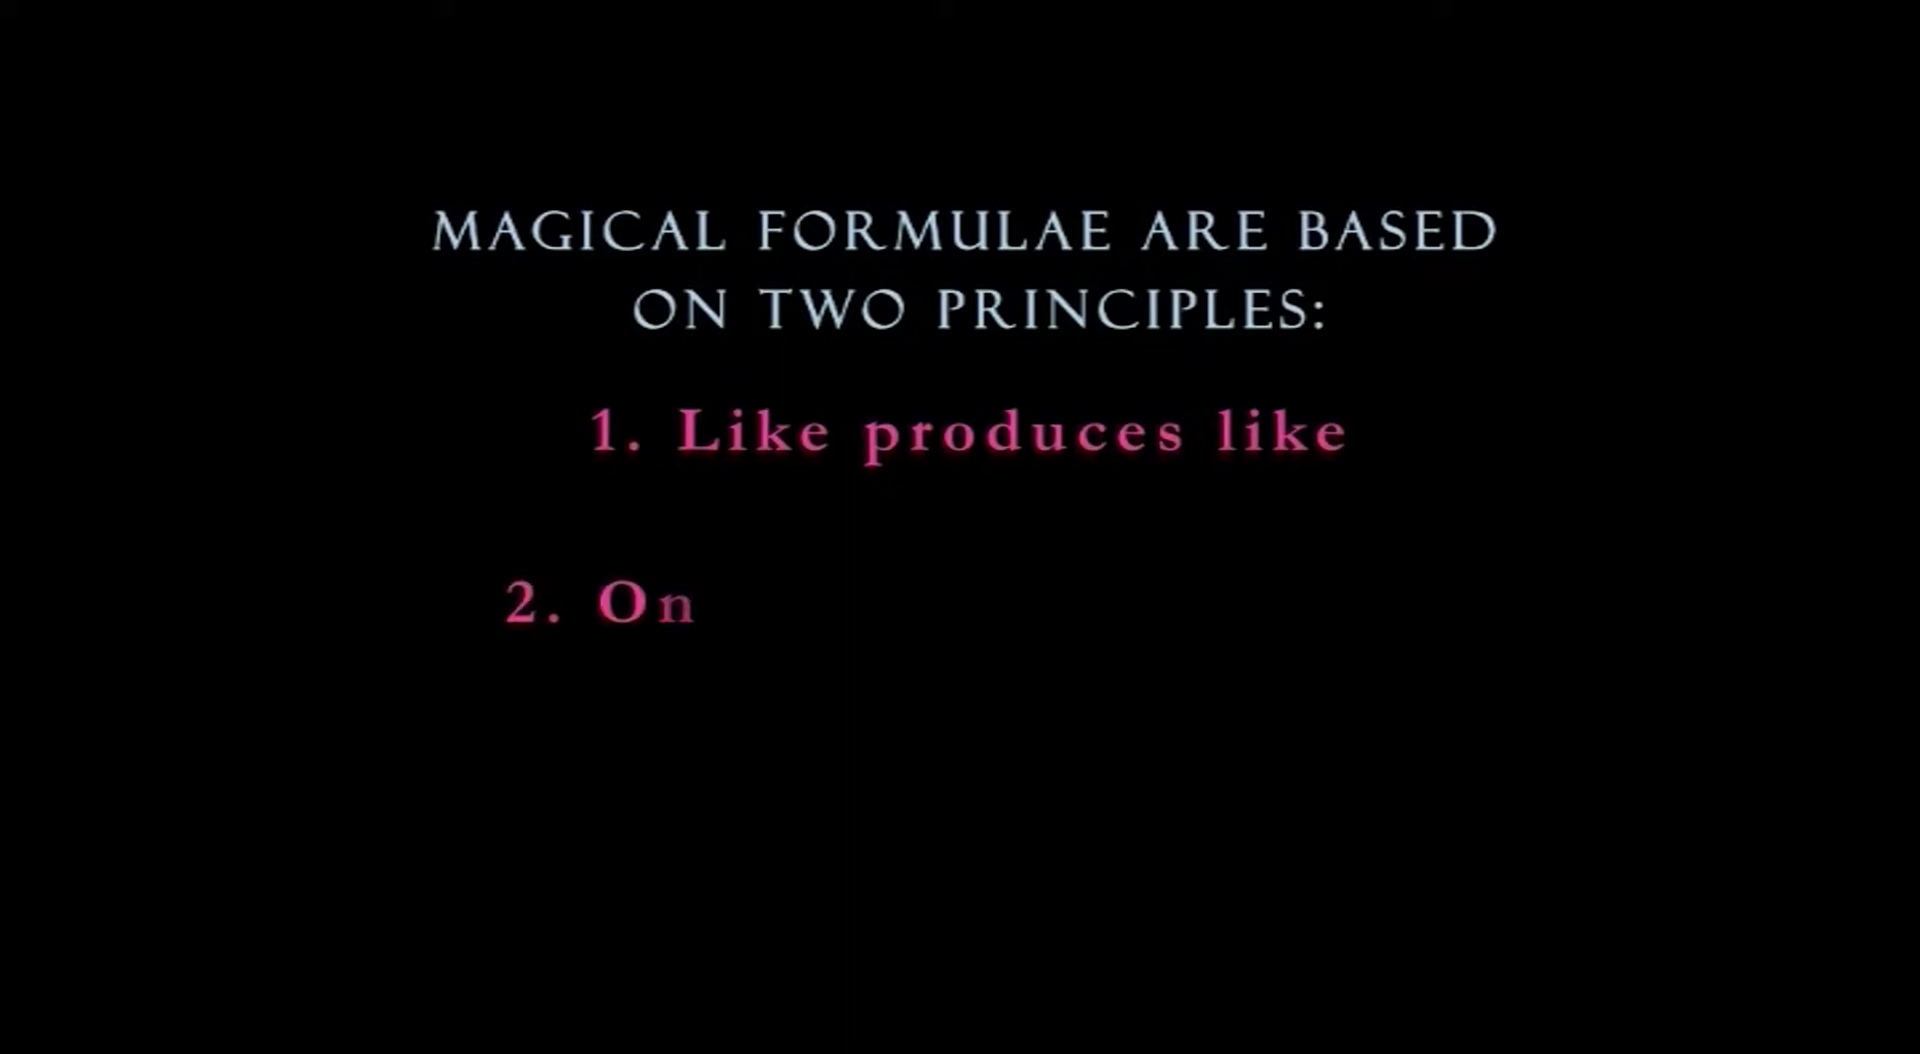 MAGICAL FORMULAE ARE BASED
ON TWO PRINCIPLES:
1. Like produces like
2. On